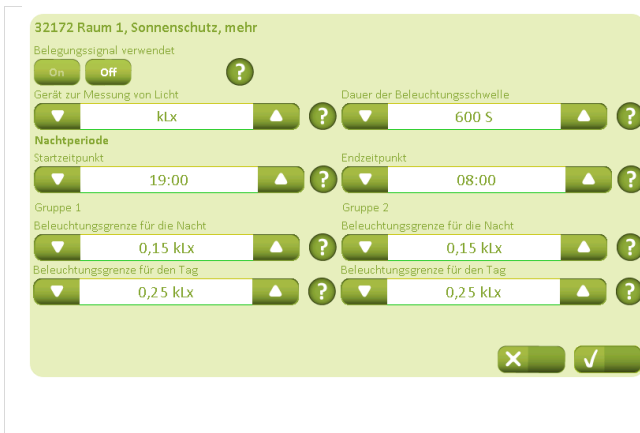 32172 Raum 1, Sonnenschutz, mehr
Belegungssignal verwendet
On Off ?
Gerät zur Messung von Licht Dauer der Beleuchtungsschwelle
kLx ? 600 S ?
Nachtperiode
Startzeitpunkt Endzeitpunkt
19:00 ? 08:00 ?
Gruppe 1 Gruppe 2
Beleuchtungsgrenze für die Nacht Beleuchtungsgrenze für die Nacht
0,15 kLx ? 0,15 kLx ?
Beleuchtungsgrenze für den Tag Beleuchtungsgrenze für den Tag
0,25 kLx ? 0,25 kLx ?